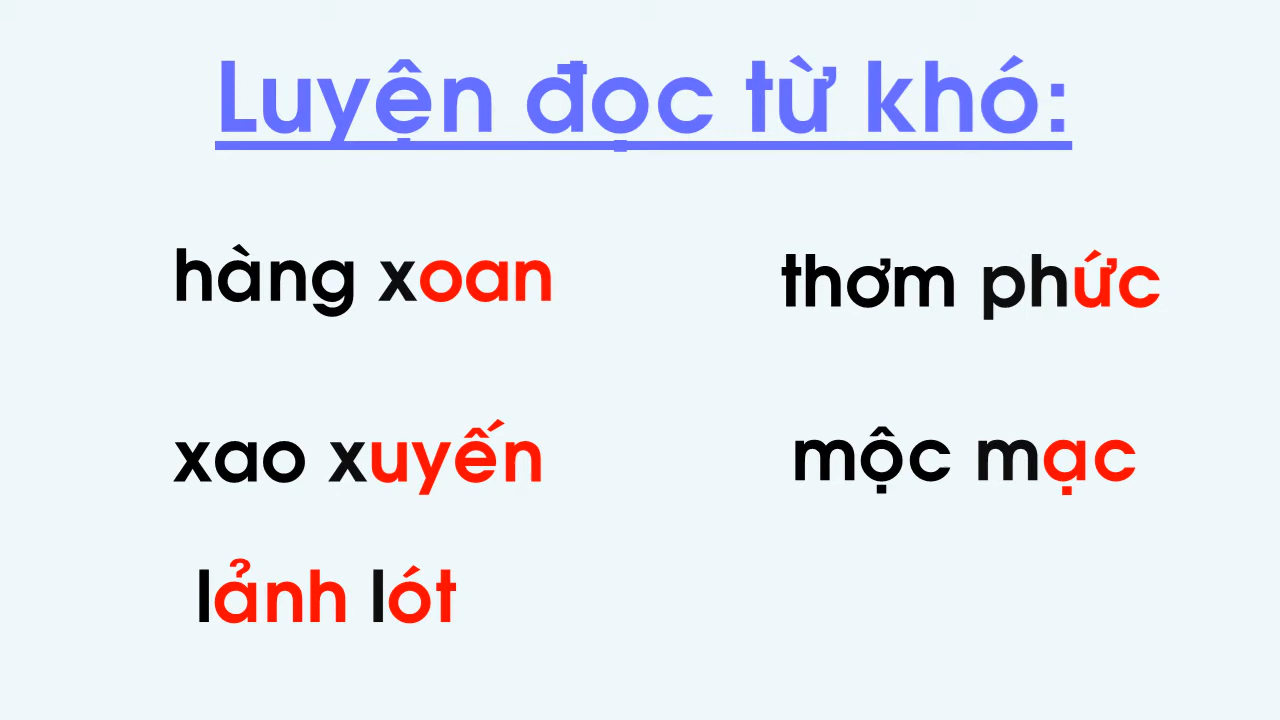 Luyện đọc từ khó:
hàng xoan
thơm phức
xao xuyến
mộc mạc
lảnh lót